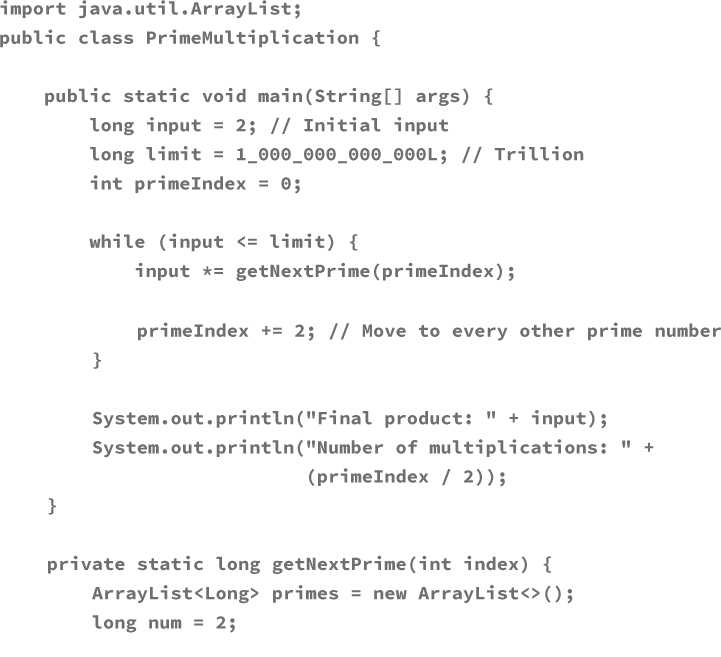 import java.util.ArrayList;
public class PrimeMultiplication {
public static void main(String[] args) {
long input = 2; // Initial input
long limit = 1_000_000_000_000L; // Trillion
int primeIndex = 0;
while (input <= limit) {
input *= getNextPrime(primeIndex);
primeIndex += 2; // Move to every other prime number
}
System.out.println("Final product: " + input);
System.out.println("Number of multiplications: " +
(primeIndex / 2));
}
private static long getNextPrime(int index) {
ArrayList<Long> primes = new ArrayList<>();
long num = 2;